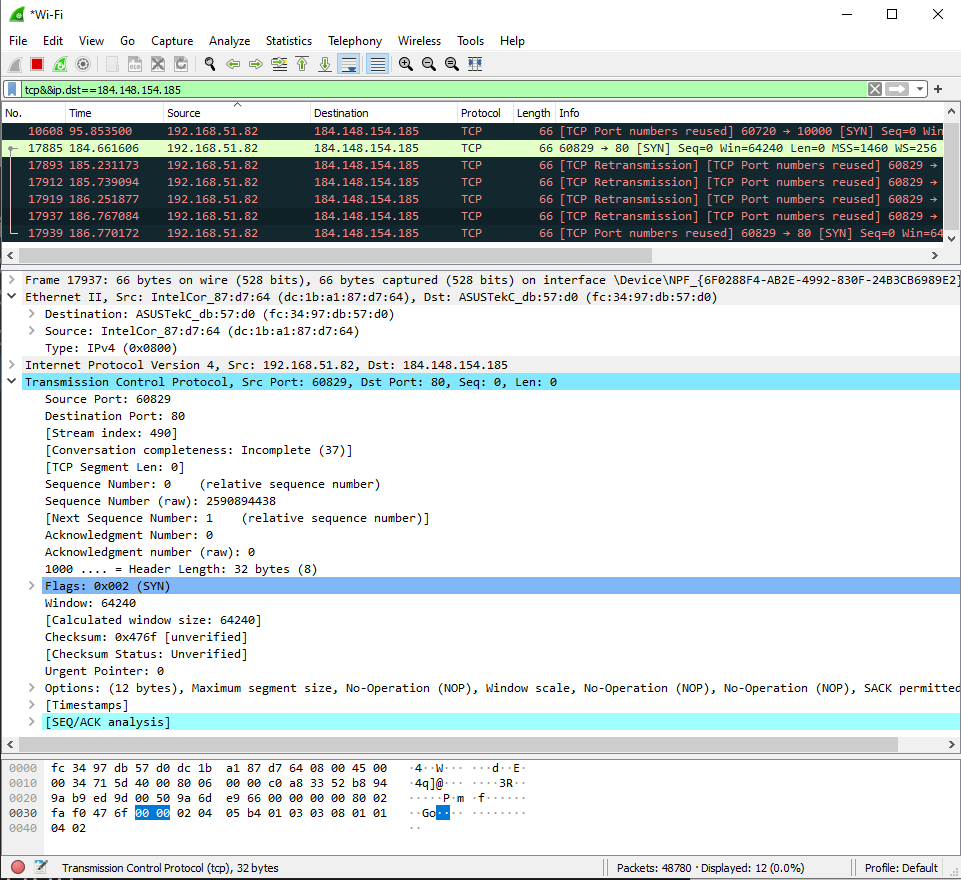 *Wi-Fi
File Edit View Go Capture Analyze Statistics Telephony Wireless Tools Help
tcp&&ip.dst==184.148.154.185
No. Time Source Destination Protocol Length Info
10608 95.853500 192.168.51.82 184.148.154.185 TCP 66 [TCP Port numbers reused] 60720 → 10000 [SYN] Seq=0 Win
17885 184.661606 192.168.51.82 184.148.154.185 TCP 66 60829 → 80 [SYN] Seq=0 Win=64240 Len=0 MSS=1460 WS=256
17893 185.231173 192.168.51.82 184.148.154.185 TCP 66 [TCP Retransmission] [TCP Port numbers reused] 60829 →
17912 185.739094 192.168.51.82 184.148.154.185 TCP 66 [TCP Retransmission] [TCP Port numbers reused] 60829 →
17919 186.251877 192.168.51.82 184.148.154.185 TCP 66 [TCP Retransmission] [TCP Port numbers reused] 60829 →
17937 186.767084 192.168.51.82 184.148.154.185 TCP 66 [TCP Retransmission] [TCP Port numbers reused] 60829 →
17939 186.770172 192.168.51.82 184.148.154.185 TCP 66 [TCP Port numbers reused] 60829 → 80 [SYN] Seq=0 Win=64
Frame 17937: 66 bytes on wire (528 bits), 66 bytes captured (528 bits) on interface \Device\NPF_{6F0288F4-AB2E-4992-830F-24B3CB6989E2}
Ethernet II, Src: IntelCor_87:d7:64 (dc:1b:a1:87:d7:64), Dst: ASUSTekC_db:57:d0 (fc:34:97:db:57:d0)
Destination: ASUSTekC_db:57:d0 (fc:34:97:db:57:d0)
Source: IntelCor_87:d7:64 (dc:1b:a1:87:d7:64)
Type: IPv4 (0x0800)
Internet Protocol Version 4, Src: 192.168.51.82, Dst: 184.148.154.185
Transmission Control Protocol, Src Port: 60829, Dst Port: 80, Seq: 0, Len: 0
Source Port: 60829
Destination Port: 80
[Stream index: 490]
[Conversation completeness: Incomplete (37)]
[TCP Segment Len: 0]
Sequence Number: 0 (relative sequence number)
Sequence Number (raw): 2590894438
[Next Sequence Number: 1 (relative sequence number)]
Acknowledgment Number: 0
Acknowledgment number (raw): 0
1000 .... = Header Length: 32 bytes (8)
Flags: 0x002 (SYN)
Window: 64240
[Calculated window size: 64240]
Checksum: 0x476f [unverified]
[Checksum Status: Unverified]
Urgent Pointer: 0
Options: (12 bytes), Maximum segment size, No-Operation (NOP), Window scale, No-Operation (NOP), No-Operation (NOP), SACK permitted
[Timestamps]
[SEQ/ACK analysis]
0000 fc 34 97 db 57 d0 dc 1b a1 87 d7 64 08 00 45 00 ·4··W··· ···d··E·
0010 00 34 71 5d 40 00 80 06 00 00 c0 a8 33 52 b8 94 ·4q]@··· ····3R··
0020 9a b9 ed 9d 00 50 9a 6d e9 66 00 00 00 00 80 02 ·····P·m ·f······
0030 fa f0 47 6f 00 00 02 04 05 b4 01 03 03 08 01 01 ··Go···· ········
0040 04 02 ··
Transmission Control Protocol (tcp), 32 bytes
Packets: 48780 · Displayed: 12 (0.0%)
Profile: Default